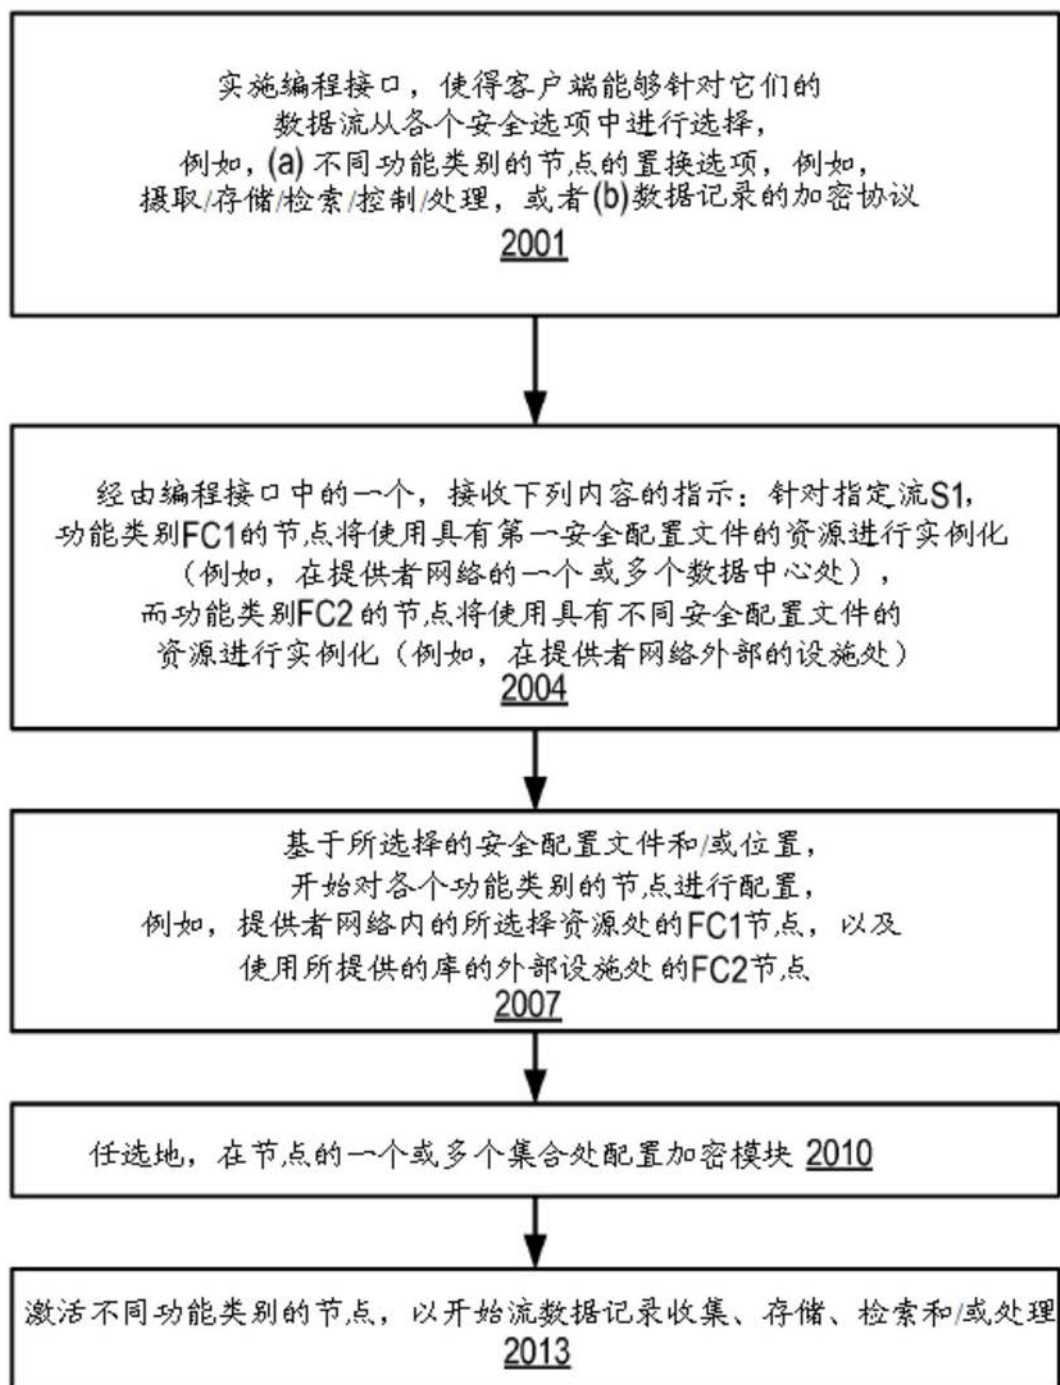 实施编程接口，使得客户端能够针对它们的
数据流从各个安全选项中进行选择，
例如，(a) 不同功能类别的节点的置换选项，例如，
摄取/存储/检索/控制/处理，或者(b)数据记录的加密协议
2001
经由编程接口中的一个，接收下列内容的指示：针对指定流S1，
功能类别FC1的节点将使用具有第一安全配置文件的资源进行实例化
（例如，在提供者网络的一个或多个数据中心处），
而功能类别FC2的节点将使用具有不同安全配置文件的
资源进行实例化（例如，在提供者网络外部的设施处）
2004
基于所选择的安全配置文件和/或位置，
开始对各个功能类别的节点进行配置，
例如，提供者网络内的所选择资源处的FC1节点，以及
使用所提供的库的外部设施处的FC2节点
2007
任选地，在节点的一个或多个集合处配置加密模块 2010
激活不同功能类别的节点，以开始流数据记录收集、存储、检索和/或处理
2013